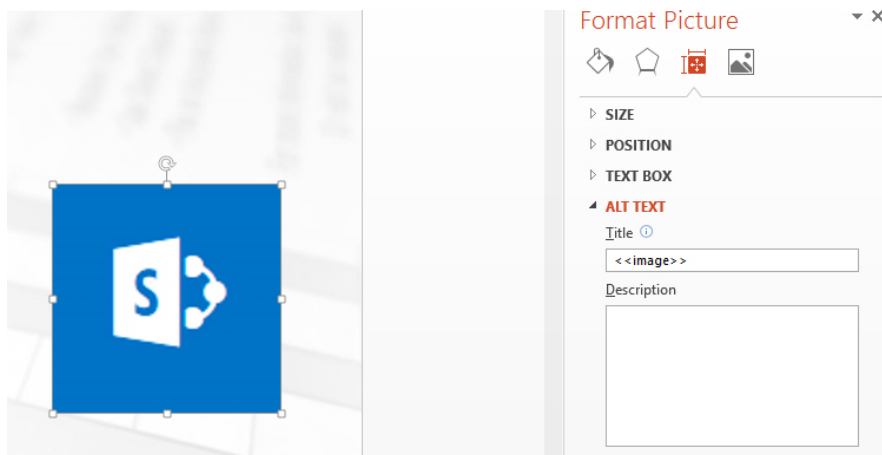 Format Picture
SIZE
POSITION
TEXT BOX
ALT TEXT
Title
<<image>>
Description
S